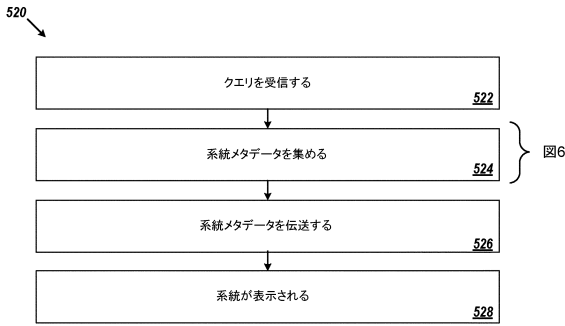 520
クエリを受信する
522
系統メタデータを集める
524
図6
系統メタデータを伝送する
526
系統が表示される
528